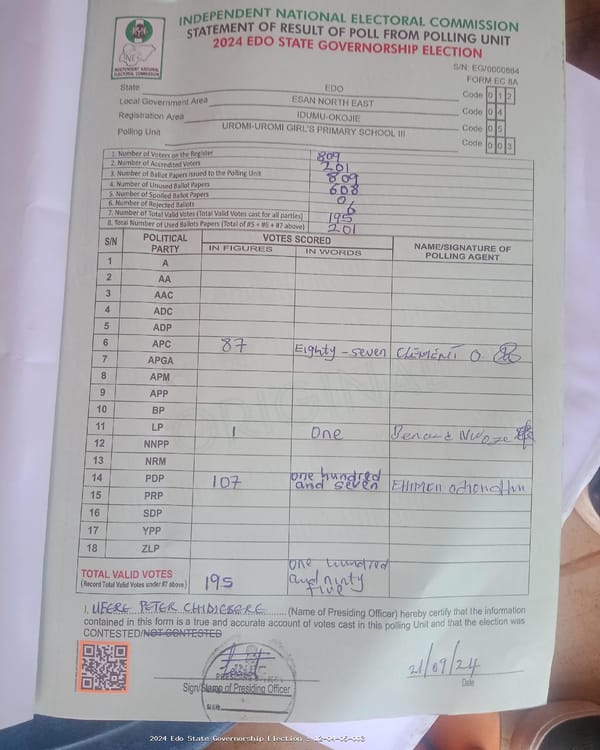 INDEPENDENT NATIONAL ELECTORAL COMMISSION
STATEMENT OF RESULT OF POLL FROM POLLING UNIT
2024 EDO STATE GOVERNORSHIP ELECTION
INEC
INDEPENDENT NATIONAL
ELECTORAL COMMISSION
S/N: EG/0000664
FORM EC 8A
State EDO Code 0 1 2
Local Government Area ESAN NORTH EAST Code 0 4
Registration Area IDUMU-OKOJIE Code 0 5
Polling Unit UROMI-UROMI GIRL'S PRIMARY SCHOOL III Code 0 0 3
1. Number of Voters on the Register 809
2. Number of Accredited Voters 201
3. Number of Ballot Papers Issued to the Polling Unit 809
4. Number of Unused Ballot Papers 608
5. Number of Spoiled Ballot Papers 0
6. Number of Rejected Ballots 6
7. Number of Total Valid Votes (Total Valid Votes cast for all parties) 195
8. Total Number of Used Ballots Papers (Total of #5 + #6 + #7 above) 201
S/N POLITICAL PARTY VOTES SCORED NAME/SIGNATURE OF POLLING AGENT
IN FIGURES IN WORDS
1 A
2 AA
3 AAC
4 ADC
5 ADP
6 APC 87 Eighty-seven CLEMENT O
7 APGA
8 APM
9 APP
10 BP
11 LP 1 One
12 NNPP
13 NRM
14 PDP 107 one hundred and seven
15 PRP
16 SDP
17 YPP
18 ZLP
TOTAL VALID VOTES 195 one hundred and ninty five
(Record Total Valid Votes under #7 above)
I, UFERE PETER CHIDIEBERE (Name of Presiding Officer) hereby certify that the information
contained in this form is a true and accurate account of votes cast in this polling Unit and that the election was
CONTESTED/NOT CONTESTED
Sign/Stamp of Presiding Officer
21/09/24
Date
2024 Edo State Governorship Election - 12-04-05-003